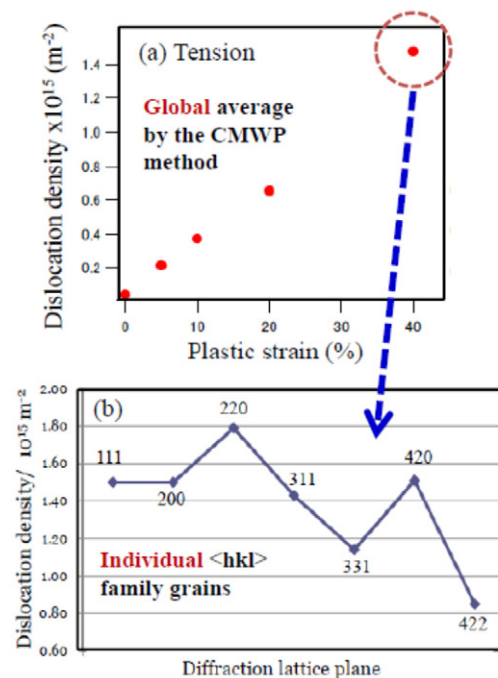 (a) Tension
Global average
by the CMWP
method
Dislocation density x10¹⁵ (m⁻²)
1.4
1.2
1.0
0.8
0.6
0.4
0.2
0 10 20 30 40
Plastic strain (%)
(b)
Dislocation density/ 10¹⁵ m⁻²
2.00
1.80
1.60
1.40
1.20
1.00
0.80
0.60
111
200
220
311
331
420
422
Individual <hkl>
family grains
Diffraction lattice plane